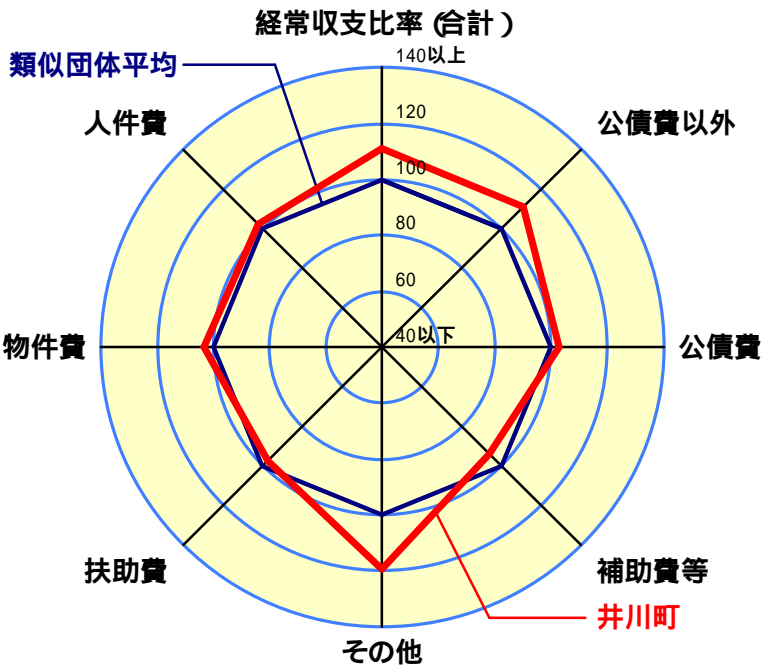 経常収支比率 (合計)
140以上
類似団体平均
人件費
120
公債費以外
100
80
60
40以下
物件費
公債費
扶助費
補助費等
井川町
その他